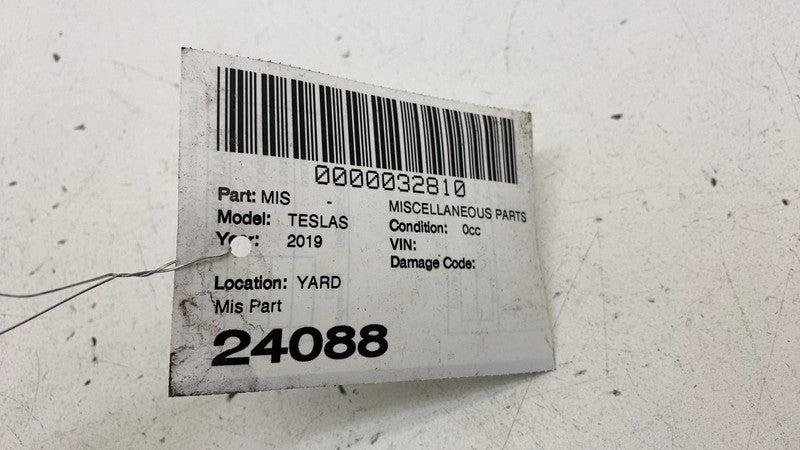 0000032810
Part: MIS - MISCELLANEOUS PARTS
Model: TESLAS Condition: 0cc
Year: 2019 VIN:
Damage Code:
Location: YARD
Mis Part
24088